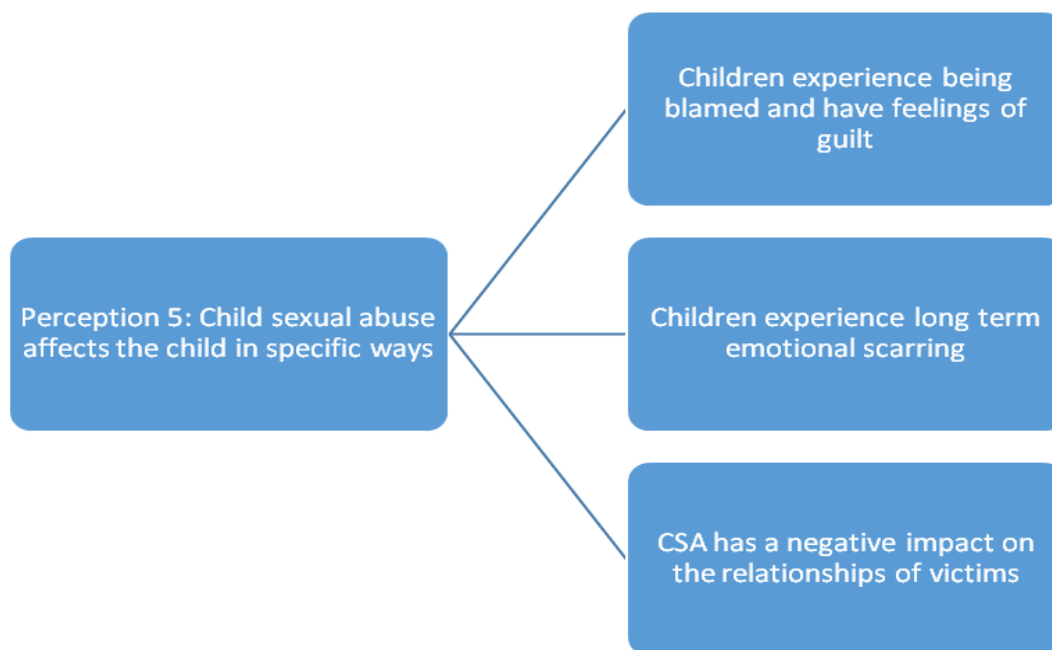 Children experience being
blamed and have feelings of
guilt
Perception 5: Child sexual abuse
affects the child in specific ways
Children experience long term
emotional scarring
CSA has a negative impact on
the relationships of victims